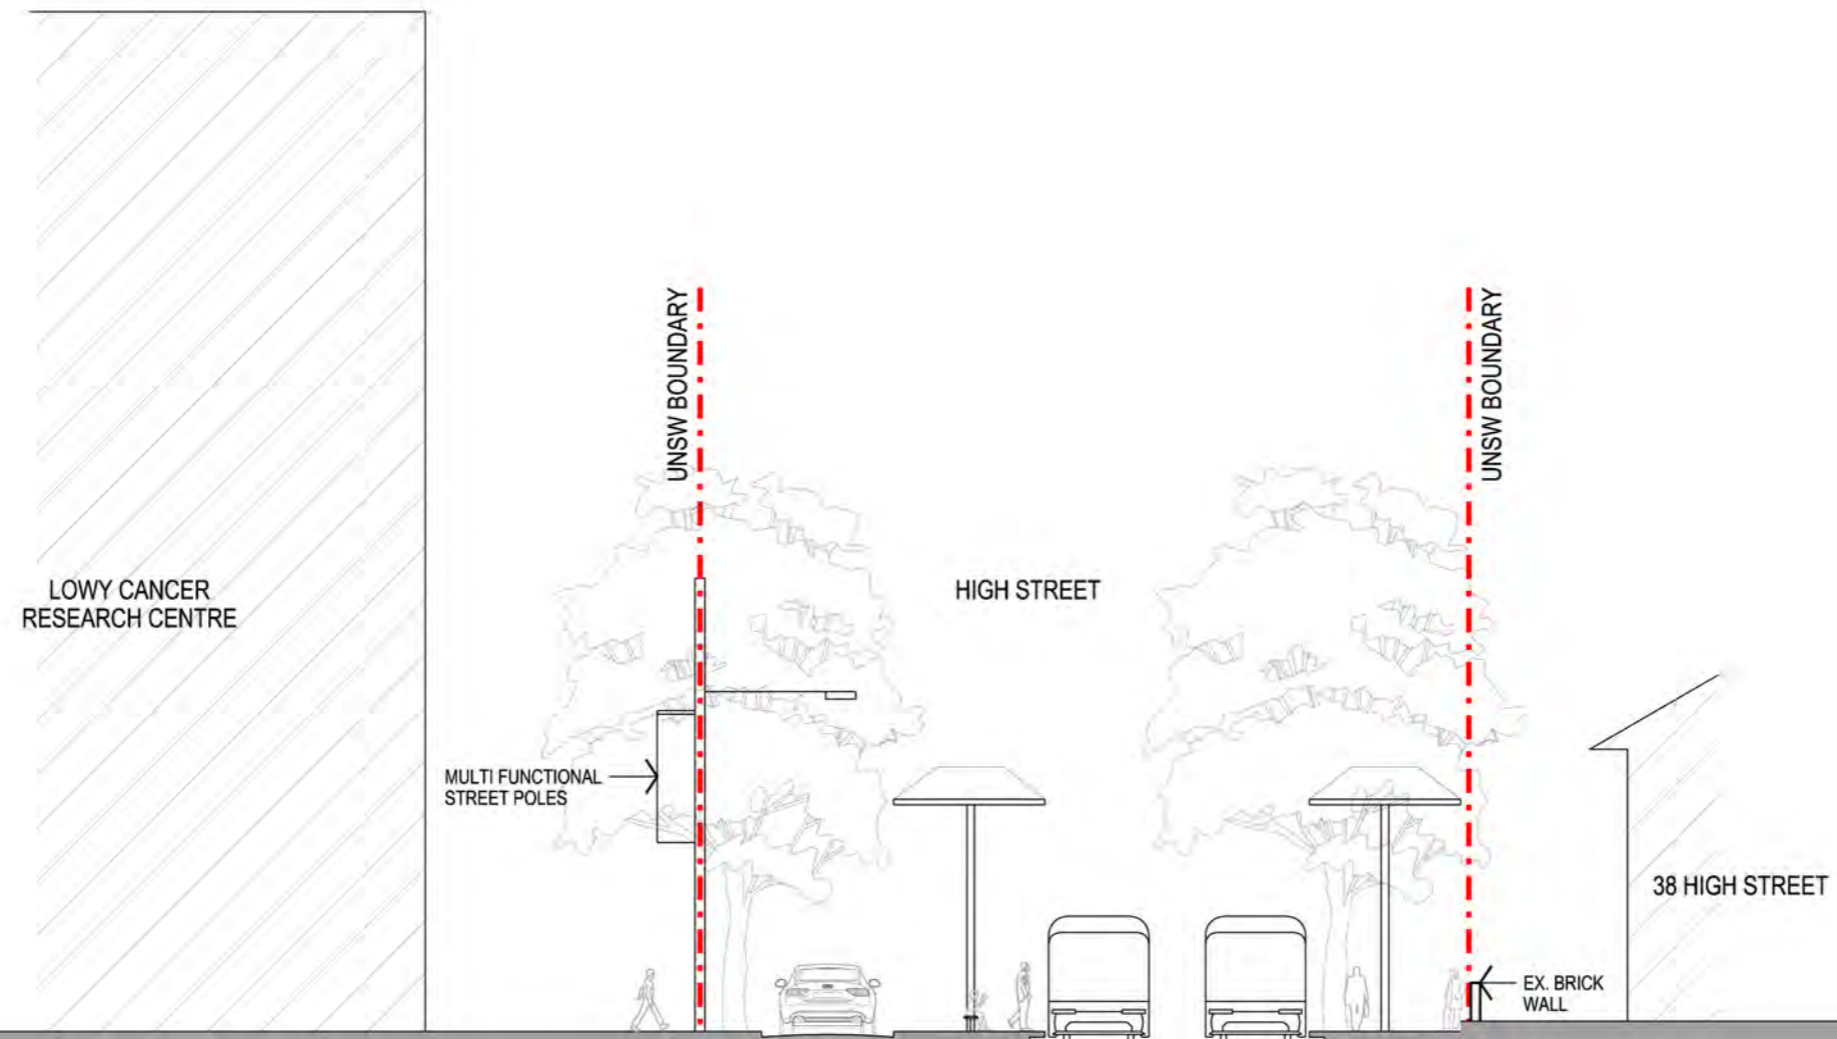 UNSW BOUNDARY
UNSW BOUNDARY
LOWY CANCER
RESEARCH CENTRE
HIGH STREET
MULTI FUNCTIONAL
STREET POLES
38 HIGH STREET
EX. BRICK
WALL